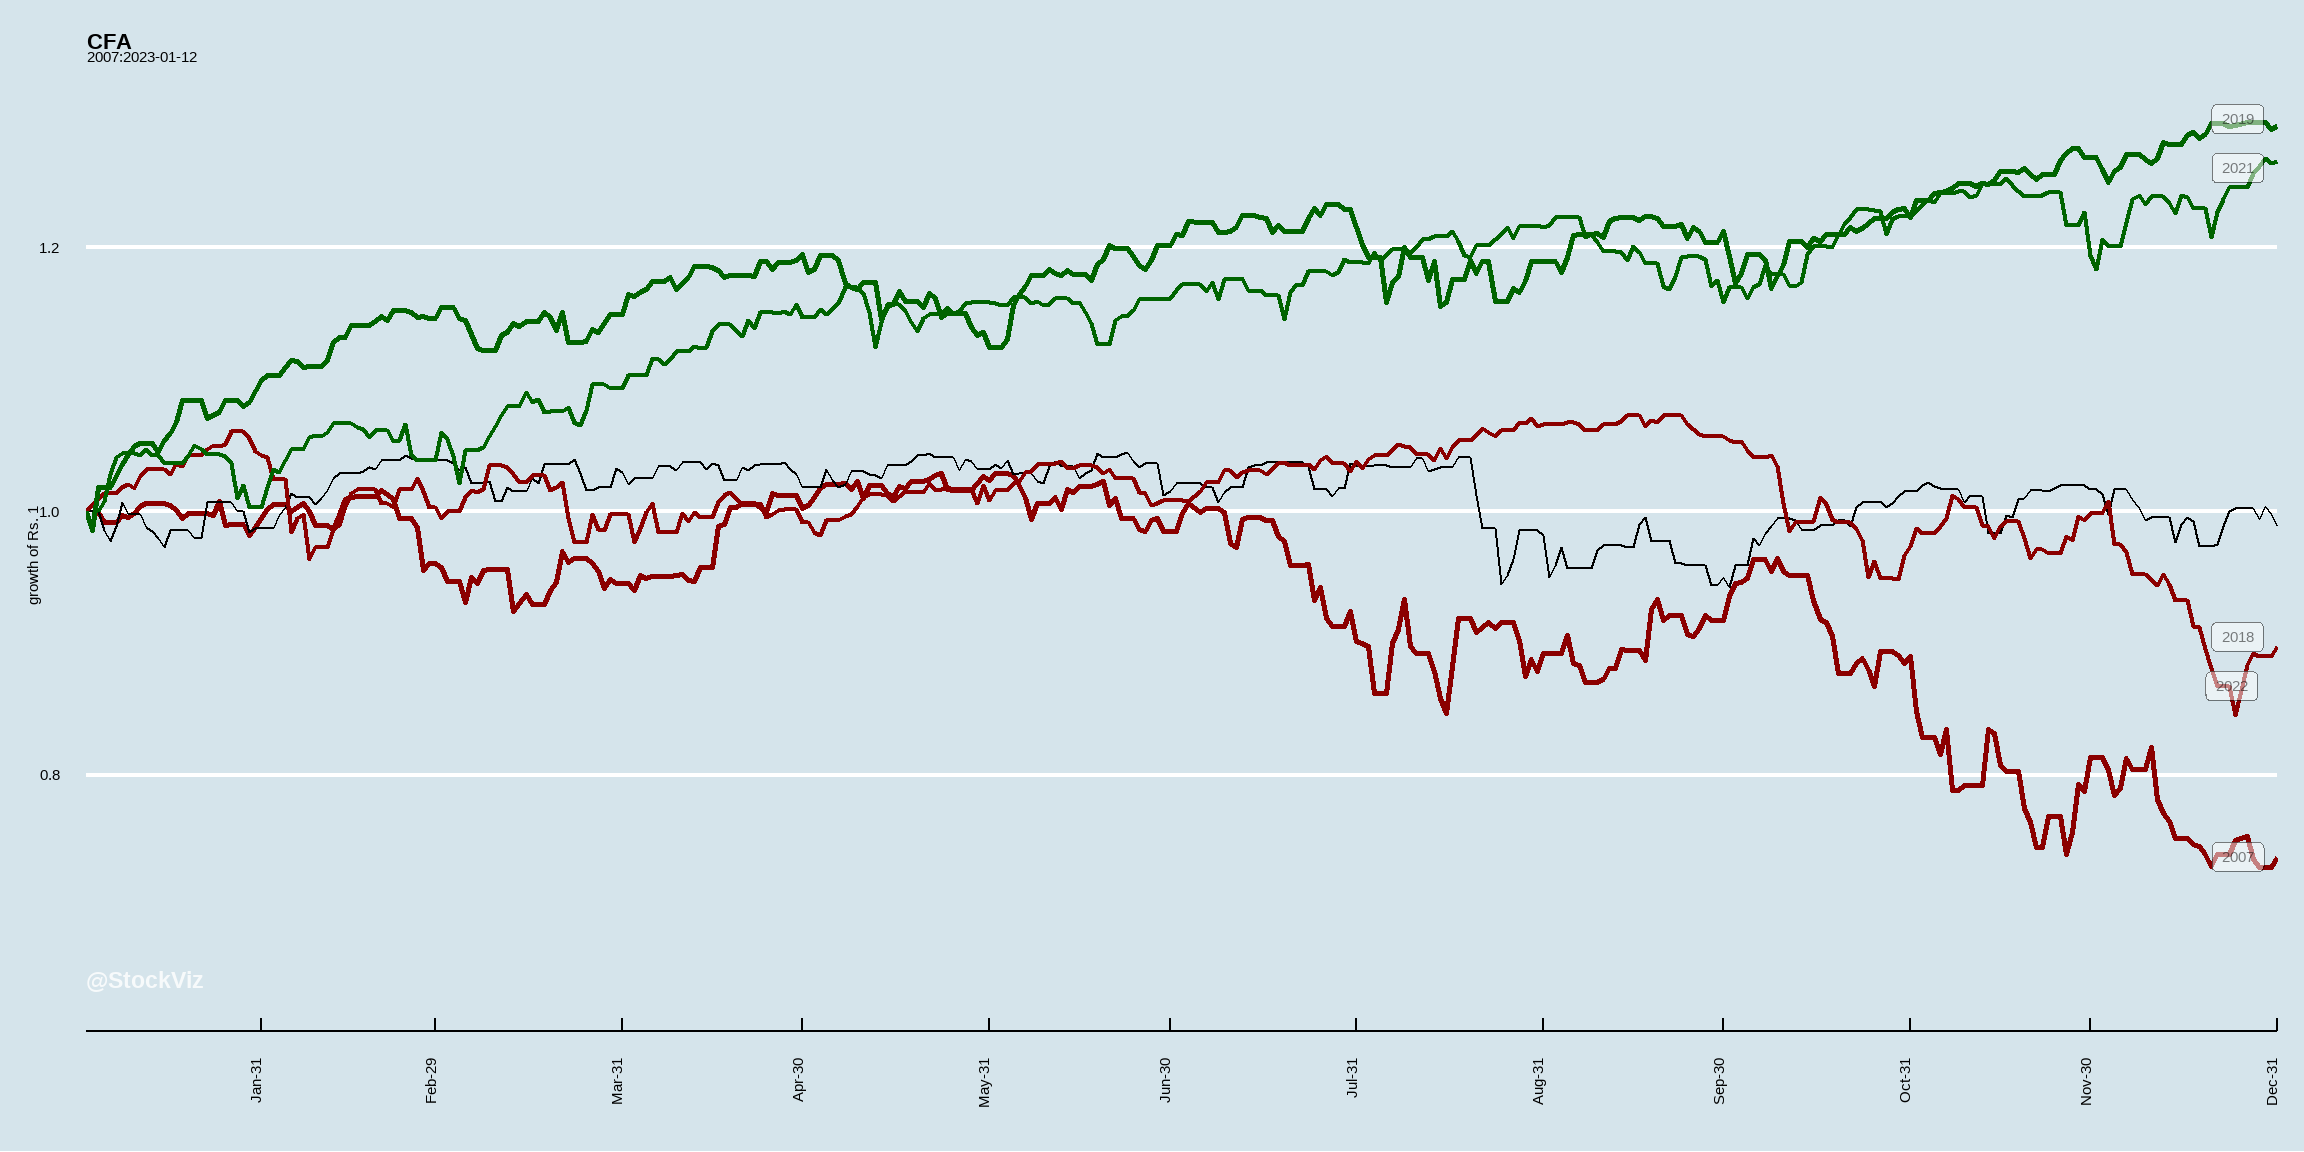 CFA
2007:2023-01-12
2019
2021
1.2
1.0
growth of Rs. 1
2018
2022
0.8
2007
@StockViz
Jan-31
Feb-29
Mar-31
Apr-30
May-31
Jun-30
Jul-31
Aug-31
Sep-30
Oct-31
Nov-30
Dec-31